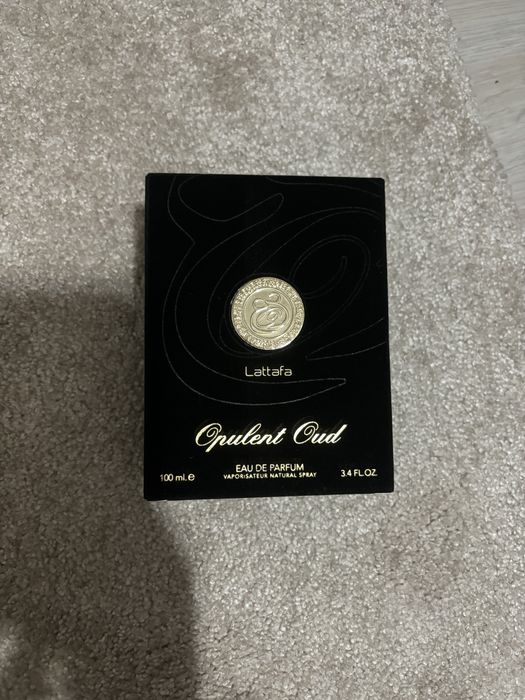 Lattafa
Opulent Oud
EAU DE PARFUM
VAPORISATEUR NATURAL SPRAY
100 ml.e
3.4 FL.OZ.